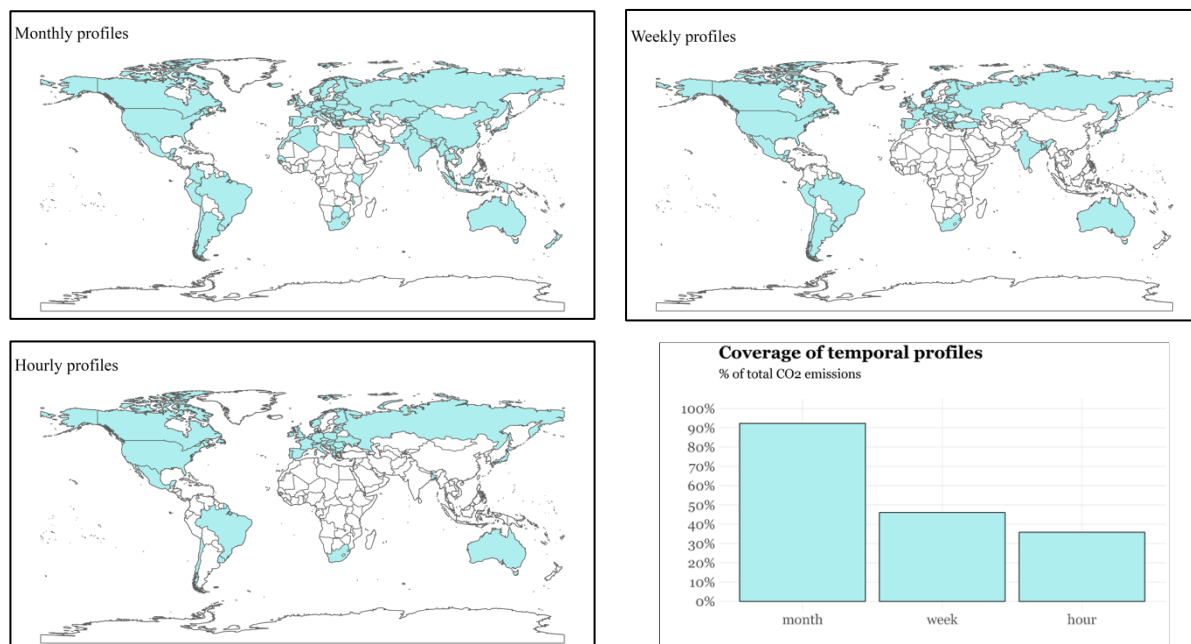 Monthly profiles
Weekly profiles
Hourly profiles
Coverage of temporal profiles
% of total CO2 emissions
100%
90%
80%
70%
60%
50%
40%
30%
20%
10%
0%
month week hour